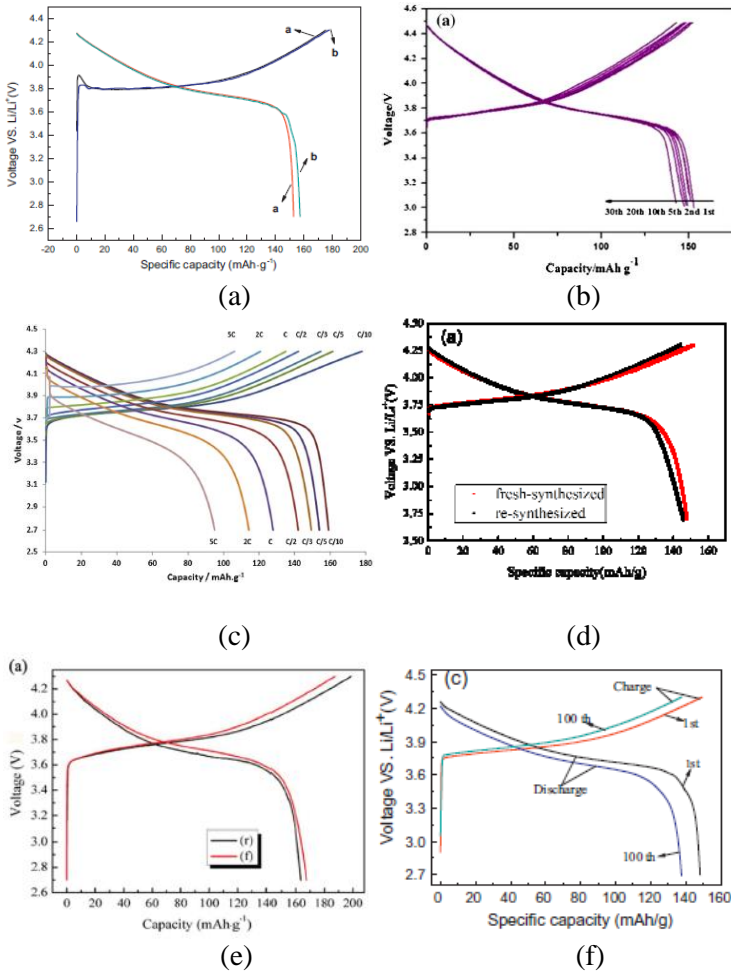 (a)
Voltage VS. Li/Li⁺(V)
4.4
4.2
4.0
3.8
3.6
3.4
3.2
3.0
2.8
2.6
a
b
b
a
-20 0 20 40 60 80 100 120 140 160 180 200
Specific capacity (mAh·g⁻¹)
(a)
(a)
Voltage/V
4.6
4.4
4.2
4.0
3.8
3.6
3.4
3.2
3.0
2.8
30th 20th 10th 5th 2nd 1st
0 50 100 150
Capacity/mAh g⁻¹
(b)
Voltage / v
4.5
4.3
4.1
3.9
3.7
3.5
3.3
3.1
2.9
2.7
2.5
5C 2C C C/2 C/3 C/5 C/10
5C 2C C C/2 C/3 C/5 C/10
0 20 40 60 80 100 120 140 160 180
Capacity / mAh.g⁻¹
(c)
(a)
Voltage VS. Li/Li⁺(V)
4.50
4.25
4.00
3.75
3.50
3.25
3.00
3.75
3.50
fresh-synthesized
re-synthesized
0 20 40 60 80 100 120 140 160
Specific capacity(mAh/g)
(d)
(a)
Voltage (V)
4.2
3.9
3.6
3.3
3.0
2.8
2.6
(r)
(f)
0 20 40 60 80 100 120 140 160 180 200
Capacity (mAh·g⁻¹)
(e)
(c)
Voltage VS. Li/Li⁺(V)
4.5
4.2
3.9
3.6
3.3
3.0
2.7
Charge
100 th
1st
Discharge
1st
100 th
0 20 40 60 80 100 120 140 160
Specific capacity (mAh/g)
(f)